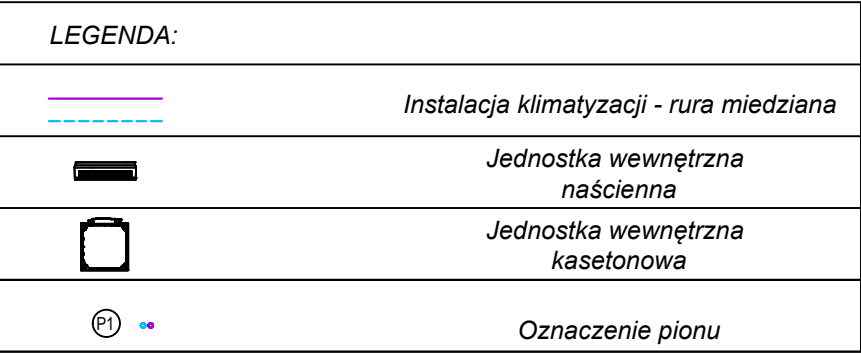 LEGENDA:
Instalacja klimatyzacji - rura miedziana
Jednostka wewnętrzna
naścienna
Jednostka wewnętrzna
kasetonowa
P1 Oznaczenie pionu